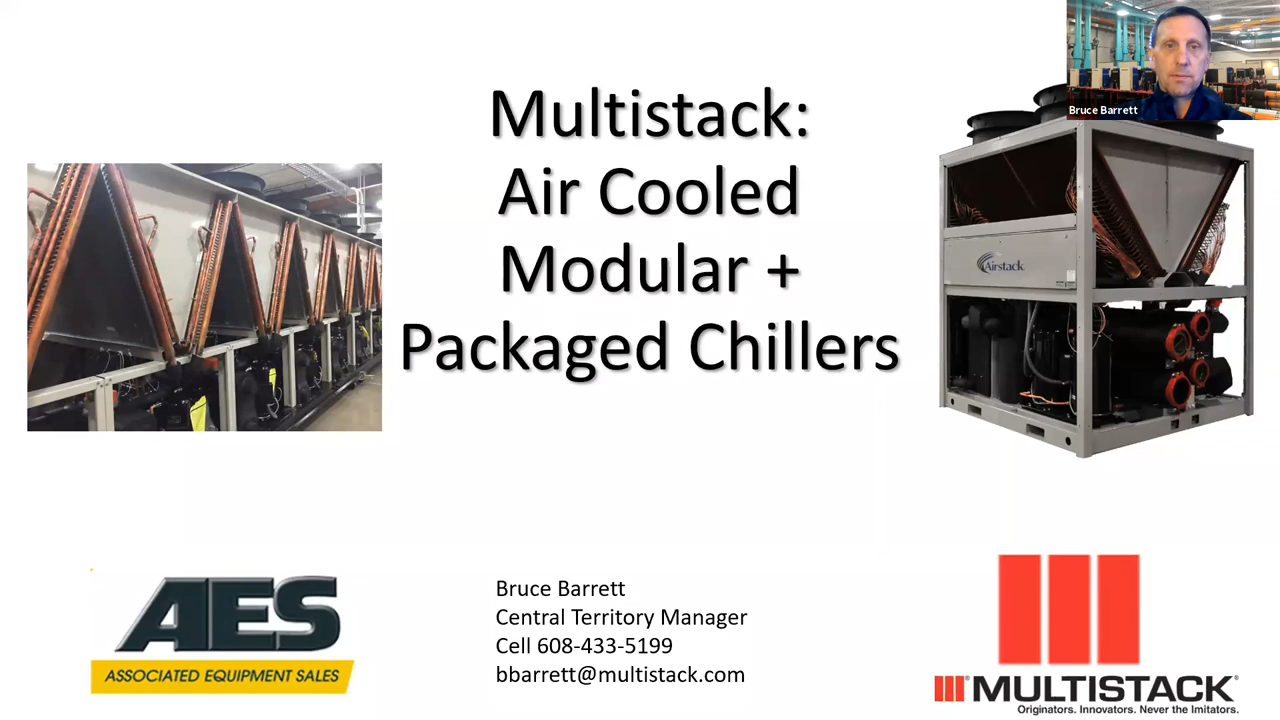 Bruce Barrett
Multistack:
Air Cooled
Modular +
Packaged Chillers
Airstack
AES
ASSOCIATED EQUIPMENT SALES
Bruce Barrett
Central Territory Manager
Cell 608-433-5199
bbarrett@multistack.com
MULTISTACK®
Originators. Innovators. Never the Imitators.